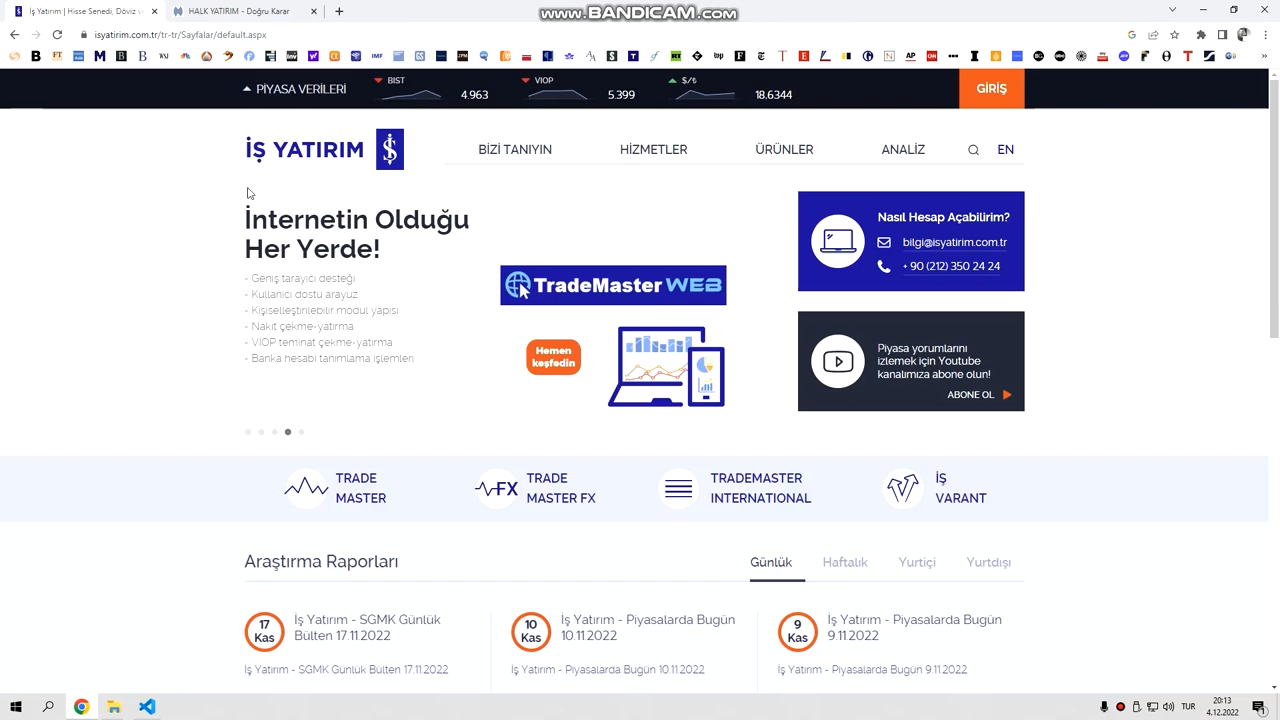 www.BANDICAM.com
İş Yatırım | Hisse Senedi, Döviz v
HALK YATIRIM - Doğru Karar
isyatirim.com.tr/tr-tr/Sayfalar/default.aspx
PİYASA VERİLERİ
BIST
4.963
VIOP
5.399
$/₺
18.6344
GİRİŞ
İŞ YATIRIM
BİZİ TANIYIN
HİZMETLER
ÜRÜNLER
ANALİZ
EN
İnternetin Olduğu
Her Yerde!
- Geniş tarayıcı desteği
- Kullanıcı dostu arayüz
- Kişiselleştirilebilir modül yapısı
- Nakit çekme-yatırma
- VIOP teminat çekme-yatırma
- Banka hesabı tanımlama işlemleri
TradeMaster WEB
Hemen
keşfedin
Nasıl Hesap Açabilirim?
bilgi@isyatirim.com.tr
+ 90 (212) 350 24 24
Piyasa yorumlarını
izlemek için Youtube
kanalımıza abone olun!
ABONE OL
TRADE
MASTER
FX
TRADE
MASTER FX
TRADEMASTER
INTERNATIONAL
İŞ
VARANT
Araştırma Raporları
Günlük
Haftalık
Yurtiçi
Yurtdışı
17
Kas
İş Yatırım - SGMK Günlük
Bülten 17.11.2022
İş Yatırım - SGMK Günlük Bülten 17.11.2022
10
Kas
İş Yatırım - Piyasalarda Bugün
10.11.2022
İş Yatırım - Piyasalarda Bugün 10.11.2022
9
Kas
İş Yatırım - Piyasalarda Bugün
9.11.2022
İş Yatırım - Piyasalarda Bugün 9.11.2022
TUR
20:13
4.12.2022